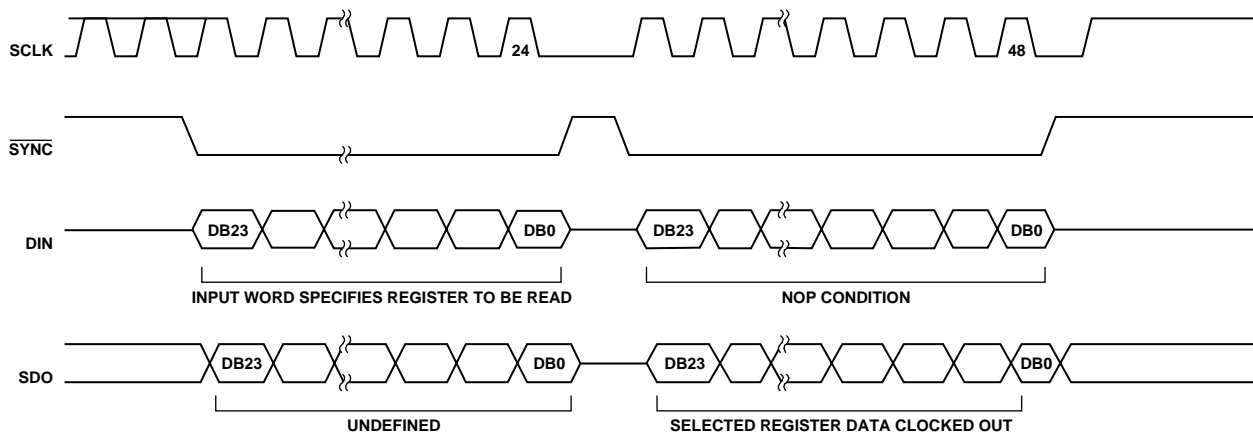 SCLK
24
48
SYNC
DIN
DB23
DB0
DB23
DB0
INPUT WORD SPECIFIES REGISTER TO BE READ
NOP CONDITION
SDO
DB23
DB0
DB23
DB0
UNDEFINED
SELECTED REGISTER DATA CLOCKED OUT